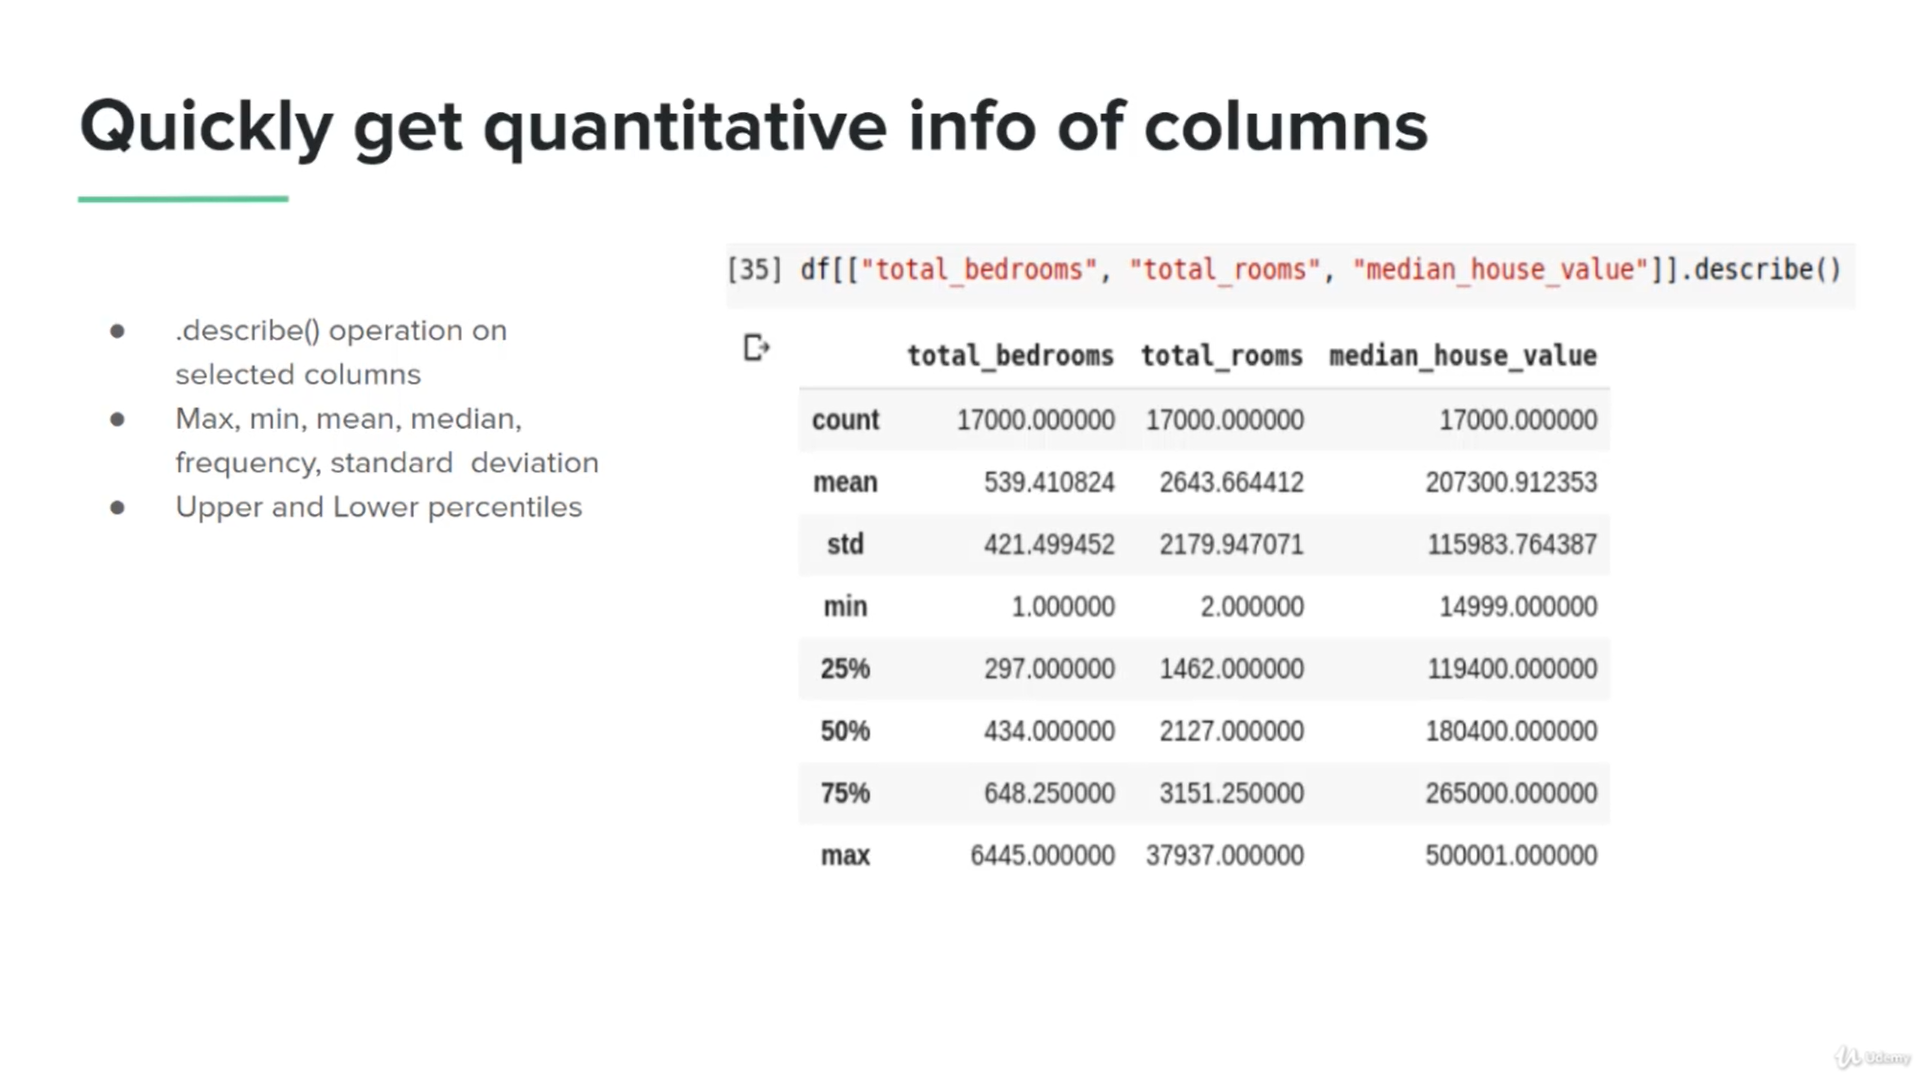 Quickly get quantitative info of columns
● .describe() operation on
selected columns
● Max, min, mean, median,
frequency, standard  deviation
● Upper and Lower percentiles
[35] df[["total_bedrooms", "total_rooms", "median_house_value"]].describe()
total_bedrooms total_rooms median_house_value
count 17000.000000 17000.000000 17000.000000
mean 539.410824 2643.664412 207300.912353
std 421.499452 2179.947071 115983.764387
min 1.000000 2.000000 14999.000000
25% 297.000000 1462.000000 119400.000000
50% 434.000000 2127.000000 180400.000000
75% 648.250000 3151.250000 265000.000000
max 6445.000000 37937.000000 500001.000000
Udemy